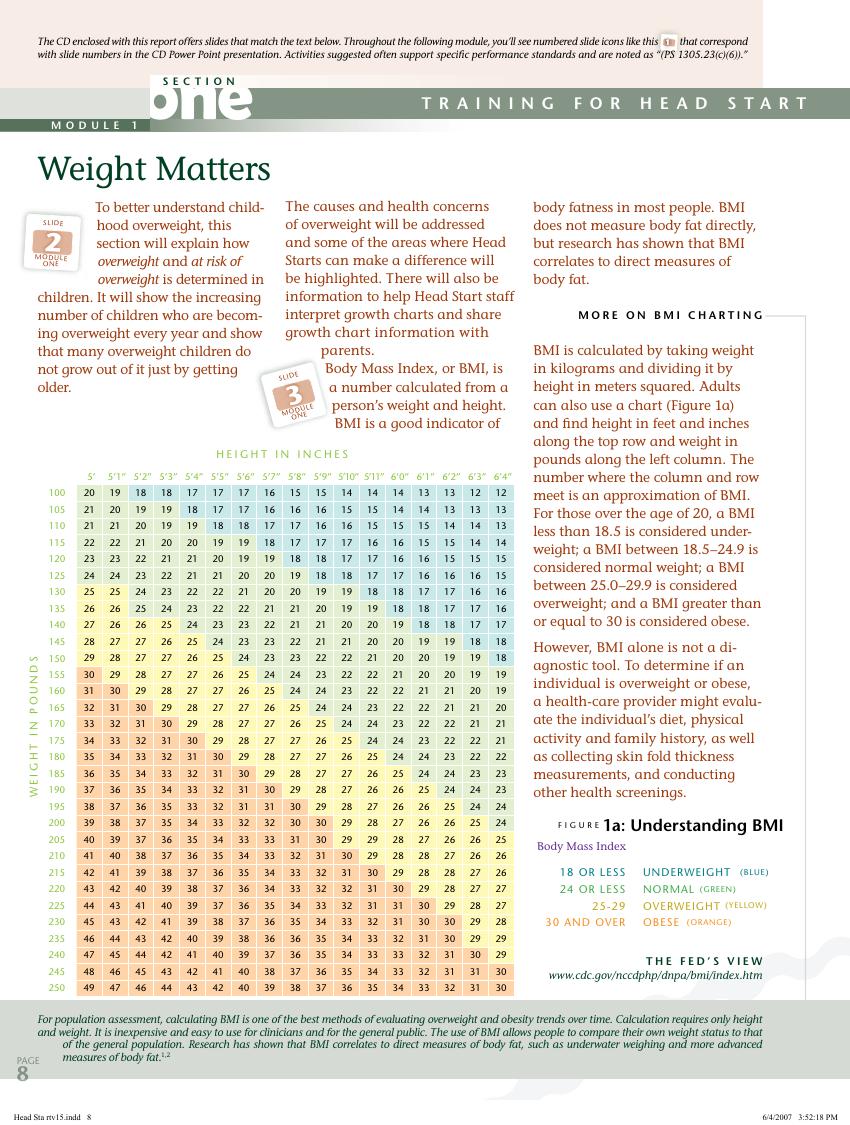 The CD enclosed with this report offers slides that match the text below. Throughout the following module, you'll see numbered slide icons like this that correspond
with slide numbers in the CD Power Point presentation. Activities suggested often support specific performance standards and are noted as "(PS 1305.23(c)(6))."
SECTION
one
TRAINING FOR HEAD START
MODULE 1
Weight Matters
SLIDE
2
MODULE
ONE
To better understand child-
hood overweight, this
section will explain how
overweight and at risk of
overweight is determined in
children. It will show the increasing
number of children who are becom-
ing overweight every year and show
that many overweight children do
not grow out of it just by getting
older.
The causes and health concerns
of overweight will be addressed
and some of the areas where Head
Starts can make a difference will
be highlighted. There will also be
information to help Head Start staff
interpret growth charts and share
growth chart information with
parents.
SLIDE
3
MODULE
ONE
Body Mass Index, or BMI, is
a number calculated from a
person's weight and height.
BMI is a good indicator of
body fatness in most people. BMI
does not measure body fat directly,
but research has shown that BMI
correlates to direct measures of
body fat.
MORE ON BMI CHARTING
BMI is calculated by taking weight
in kilograms and dividing it by
height in meters squared. Adults
can also use a chart (Figure 1a)
and find height in feet and inches
along the top row and weight in
pounds along the left column. The
number where the column and row
meet is an approximation of BMI.
For those over the age of 20, a BMI
less than 18.5 is considered under-
weight; a BMI between 18.5–24.9 is
considered normal weight; a BMI
between 25.0–29.9 is considered
overweight; and a BMI greater than
or equal to 30 is considered obese.
However, BMI alone is not a di-
agnostic tool. To determine if an
individual is overweight or obese,
a health-care provider might evalu-
ate the individual's diet, physical
activity and family history, as well
as collecting skin fold thickness
measurements, and conducting
other health screenings.
HEIGHT IN INCHES
5' 5'1" 5'2" 5'3" 5'4" 5'5" 5'6" 5'7" 5'8" 5'9" 5'10" 5'11" 6'0" 6'1" 6'2" 6'3" 6'4"
WEIGHT IN POUNDS
100 20 19 18 18 17 17 17 16 15 15 14 14 14 13 13 12 12
105 21 20 19 19 18 17 17 16 16 16 15 15 14 14 13 13 13
110 21 21 20 19 19 18 18 17 17 16 16 15 15 15 14 14 13
115 22 22 21 20 20 19 19 18 17 17 17 16 16 15 15 14 14
120 23 23 22 21 21 20 19 19 18 18 17 17 16 16 15 15 15
125 24 24 23 22 21 21 20 20 19 18 18 17 17 16 16 16 15
130 25 25 24 23 22 22 21 20 20 19 19 18 18 17 17 16 16
135 26 26 25 24 23 22 22 21 21 20 19 19 18 18 17 17 16
140 27 26 26 25 24 23 23 22 21 21 20 20 19 18 18 17 17
145 28 27 27 26 25 24 23 23 22 21 21 20 20 19 19 18 18
150 29 28 27 27 26 25 24 23 23 22 22 21 20 20 19 19 18
155 30 29 28 27 27 26 25 24 24 23 22 22 21 20 20 19 19
160 31 30 29 28 27 27 26 25 24 24 23 22 22 21 21 20 19
165 32 31 30 29 28 27 27 26 25 24 24 23 22 22 21 21 20
170 33 32 31 30 29 28 27 27 26 25 24 24 23 22 22 21 21
175 34 33 32 31 30 29 28 27 27 26 25 24 24 23 22 22 21
180 35 34 33 32 31 30 29 28 27 27 26 25 24 24 23 22 22
185 36 35 34 33 32 31 30 29 28 27 27 26 25 24 24 23 23
190 37 36 35 34 33 32 31 30 29 28 27 26 26 25 24 24 23
195 38 37 36 35 33 32 31 31 30 29 28 27 26 26 25 24 24
200 39 38 37 35 34 33 32 32 30 30 29 28 27 26 26 25 24
205 40 39 37 36 35 34 33 33 31 30 29 29 28 27 26 26 25
210 41 40 38 37 36 35 34 33 32 31 30 29 28 28 27 26 26
215 42 41 39 38 37 36 35 34 33 32 31 30 29 28 28 27 26
220 43 42 40 39 38 37 36 34 33 32 32 31 30 29 28 27 27
225 44 43 41 40 39 37 36 35 34 33 32 31 31 30 29 28 27
230 45 43 42 41 39 38 37 36 35 34 33 32 31 30 30 29 28
235 46 44 43 42 40 39 38 36 36 35 34 33 32 31 30 29 29
240 47 45 44 43 41 40 39 37 36 35 34 33 33 32 31 30 29
245 48 46 45 43 42 41 40 38 37 36 35 34 33 32 31 31 30
250 49 47 46 44 43 42 40 39 38 37 36 35 34 33 32 31 30
FIGURE 1a: Understanding BMI
Body Mass Index
18 OR LESS UNDERWEIGHT (BLUE)
24 OR LESS NORMAL (GREEN)
25-29 OVERWEIGHT (YELLOW)
30 AND OVER OBESE (ORANGE)
THE FED'S VIEW
www.cdc.gov/nccdphp/dnpa/bmi/index.htm
For population assessment, calculating BMI is one of the best methods of evaluating overweight and obesity trends over time. Calculation requires only height
and weight. It is inexpensive and easy to use for clinicians and for the general public. The use of BMI allows people to compare their own weight status to that
of the general population. Research has shown that BMI correlates to direct measures of body fat, such as underwater weighing and more advanced
measures of body fat.1,2
PAGE
8
Head Sta rtv15.indd 8
6/4/2007 3:52:18 PM